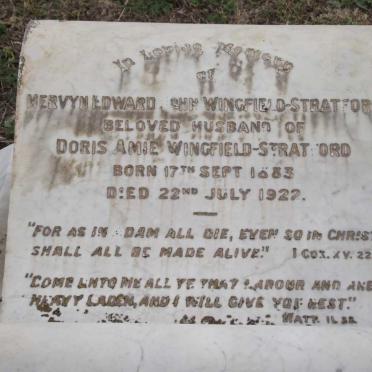 In Loving Memory
of
MERVYN EDWARD WINGFIELD-STRATFORD
BELOVED HUSBAND OF
DORIS AMIE WINGFIELD-STRATFORD
BORN 17TH SEPT 1883
DIED 22ND JULY 1927.
"FOR AS IN ADAM ALL DIE, EVEN SO IN CHRIST
SHALL ALL BE MADE ALIVE." I COR. XV. 22
"COME UNTO ME ALL YE THAT LABOUR AND ARE
HEAVY LADEN, AND I WILL GIVE YOU REST."
MATT. 11. 28.